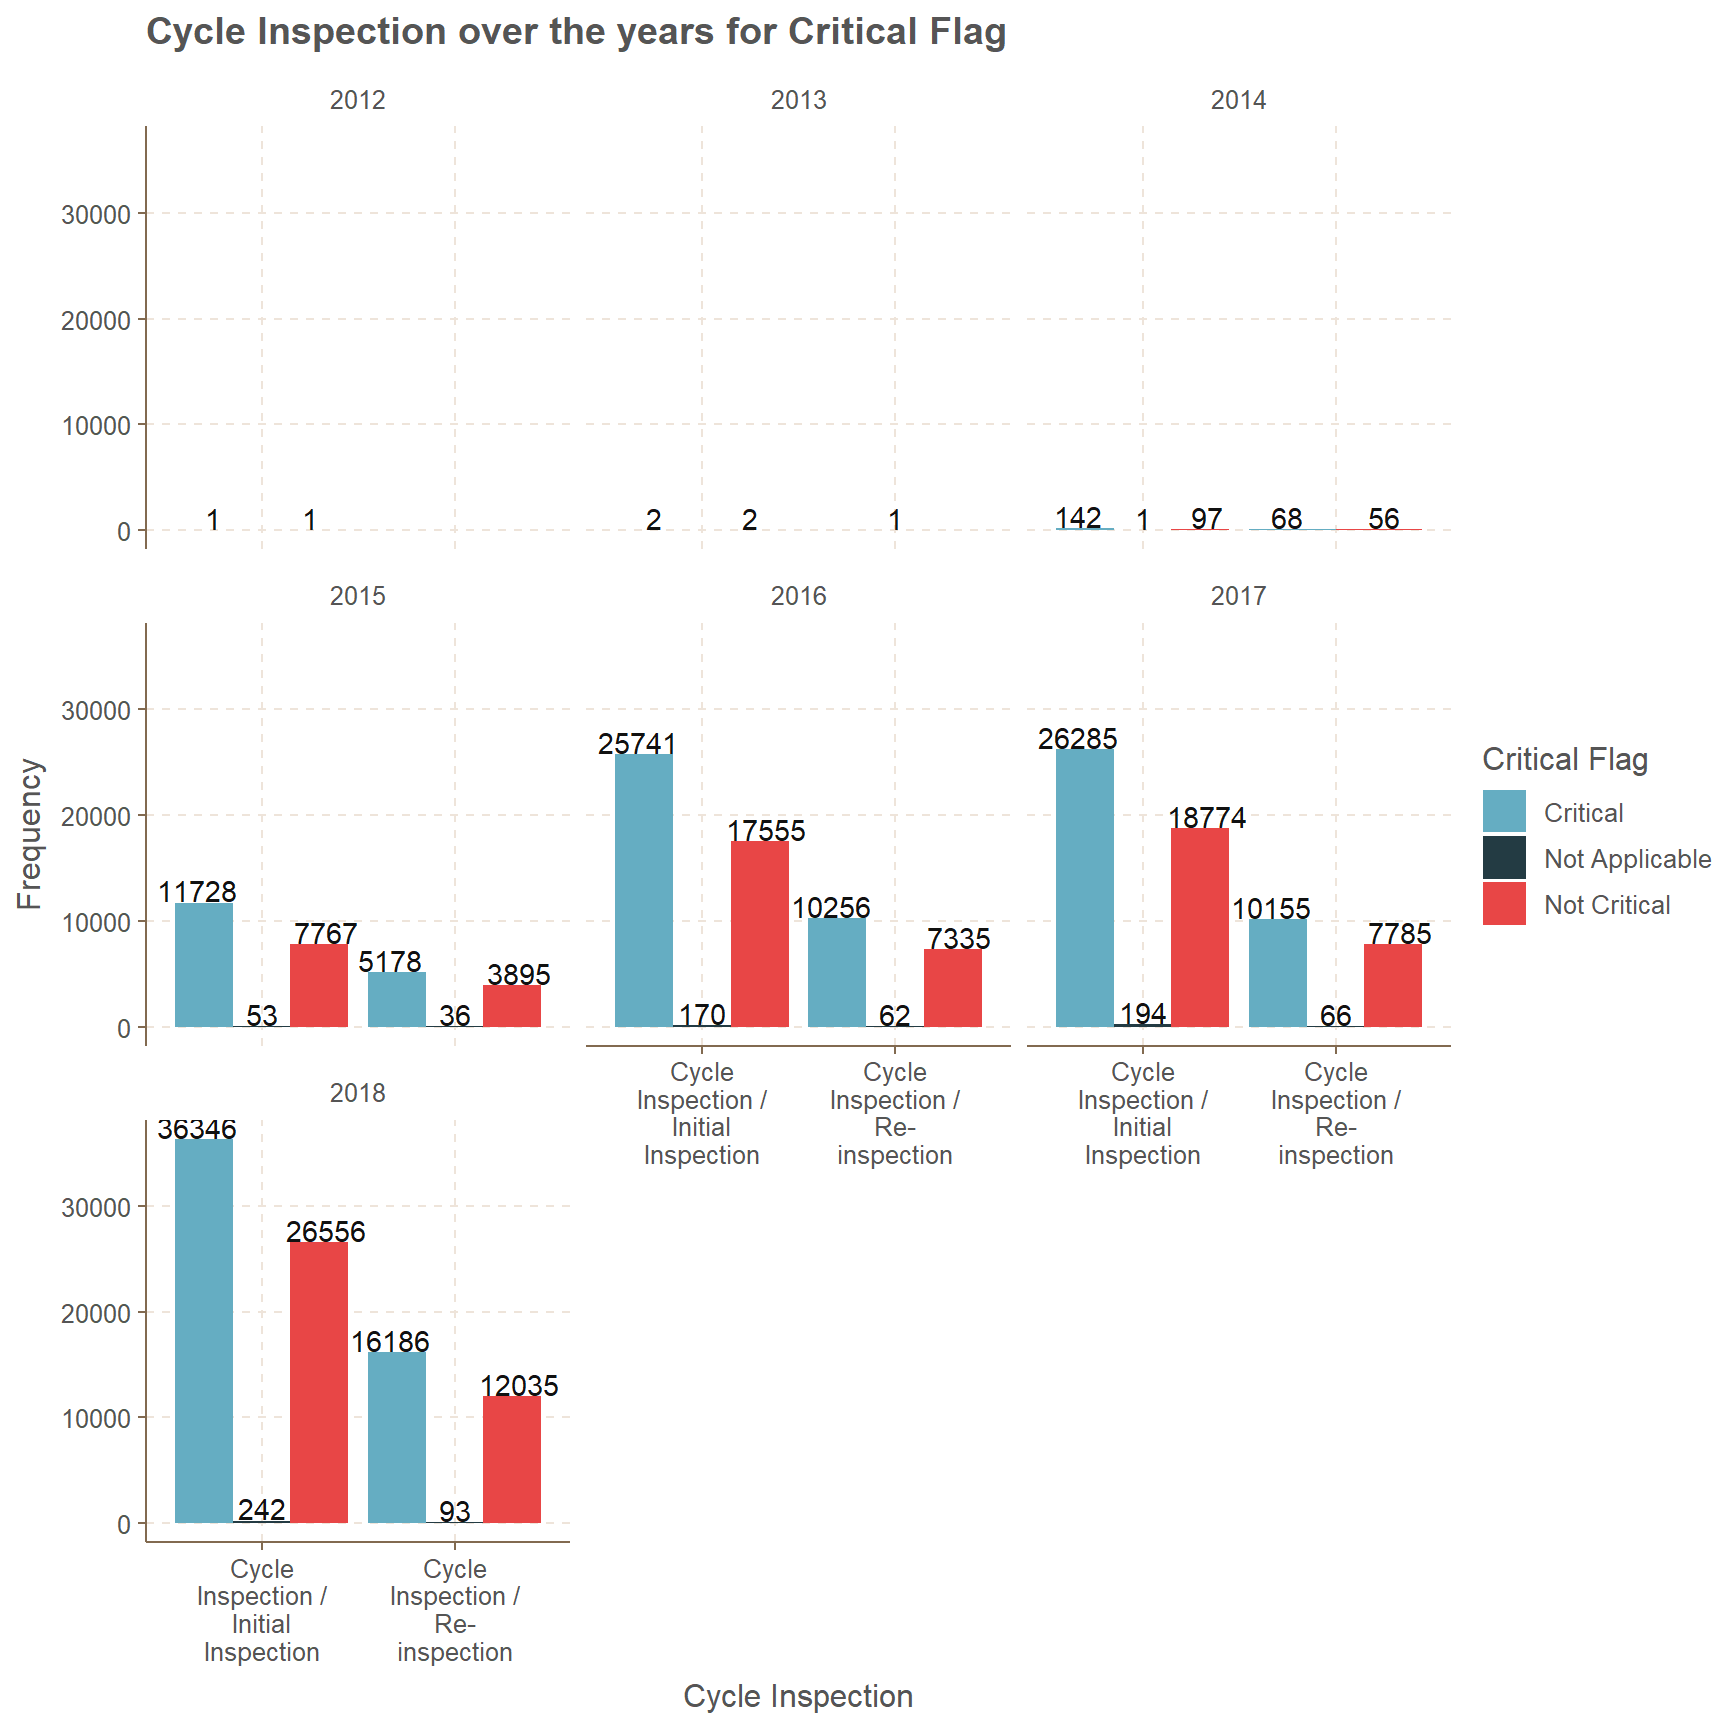 Cycle Inspection over the years for Critical Flag
2012
2013
2014
30000
20000
10000
0
1
1
2
2
1
142
1
97
68
56
2015
2016
2017
Frequency
30000
20000
10000
0
11728
53
7767
5178
36
3895
25741
170
17555
10256
62
7335
26285
194
18774
10155
66
7785
Critical Flag
Critical
Not Applicable
Not Critical
Cycle
Inspection /
Initial
Inspection
Cycle
Inspection /
Re-
inspection
Cycle
Inspection /
Initial
Inspection
Cycle
Inspection /
Re-
inspection
2018
30000
20000
10000
0
36346
242
26556
16186
93
12035
Cycle
Inspection /
Initial
Inspection
Cycle
Inspection /
Re-
inspection
Cycle Inspection